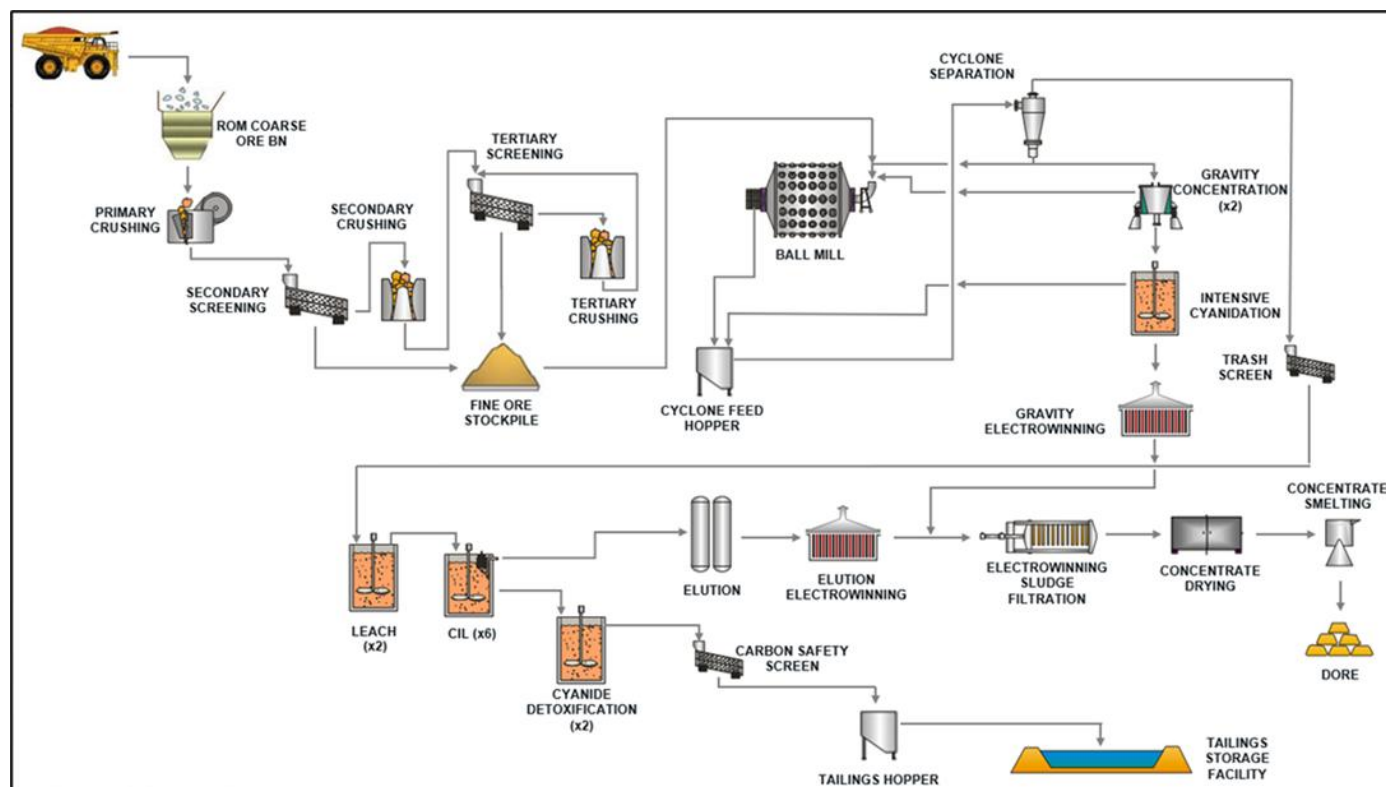 ROM COARSE
ORE BN
PRIMARY
CRUSHING
SECONDARY
SCREENING
SECONDARY
CRUSHING
TERTIARY
SCREENING
TERTIARY
CRUSHING
FINE ORE
STOCKPILE
BALL MILL
CYCLONE FEED
HOPPER
CYCLONE
SEPARATION
GRAVITY
CONCENTRATION
(x2)
INTENSIVE
CYANIDATION
GRAVITY
ELECTROWINNING
TRASH
SCREEN
LEACH
(x2)
CIL (x6)
CYANIDE
DETOXIFICATION
(x2)
CARBON SAFETY
SCREEN
TAILINGS HOPPER
TAILINGS
STORAGE
FACILITY
ELUTION
ELUTION
ELECTROWINNING
ELECTROWINNING
SLUDGE
FILTRATION
CONCENTRATE
DRYING
CONCENTRATE
SMELTING
DORE